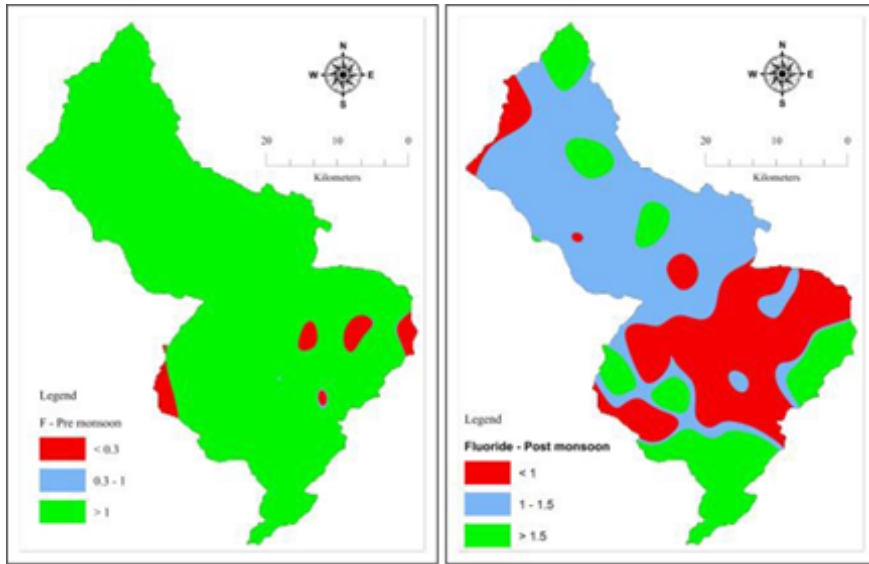 N
W E
S
20 10 0
Kilometers
Legend
F - Pre monsoon
< 0.3
0.3 - 1
> 1
N
W E
S
20 10 0
Kilometers
Legend
Fluoride - Post monsoon
< 1
1 - 1.5
> 1.5